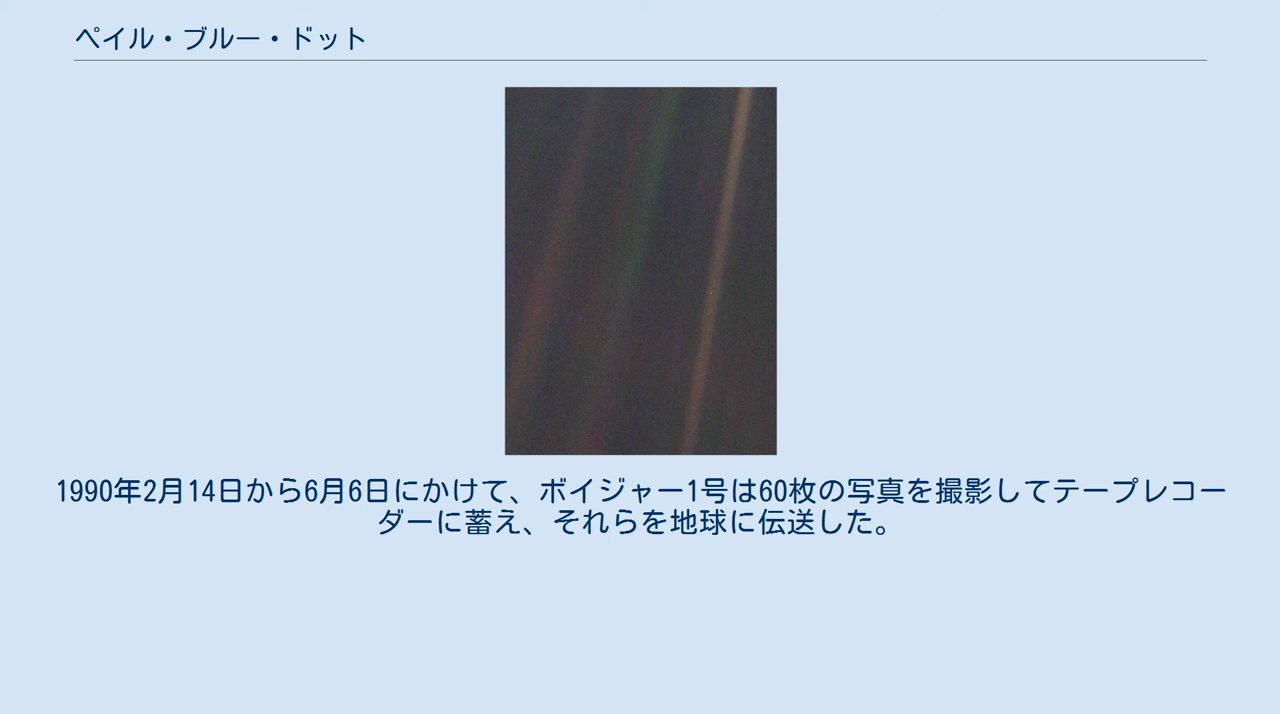 ペイル・ブルー・ドット
1990年2月14日から6月6日にかけて、ボイジャー1号は60枚の写真を撮影してテープレコー
ダーに蓄え、それらを地球に伝送した。